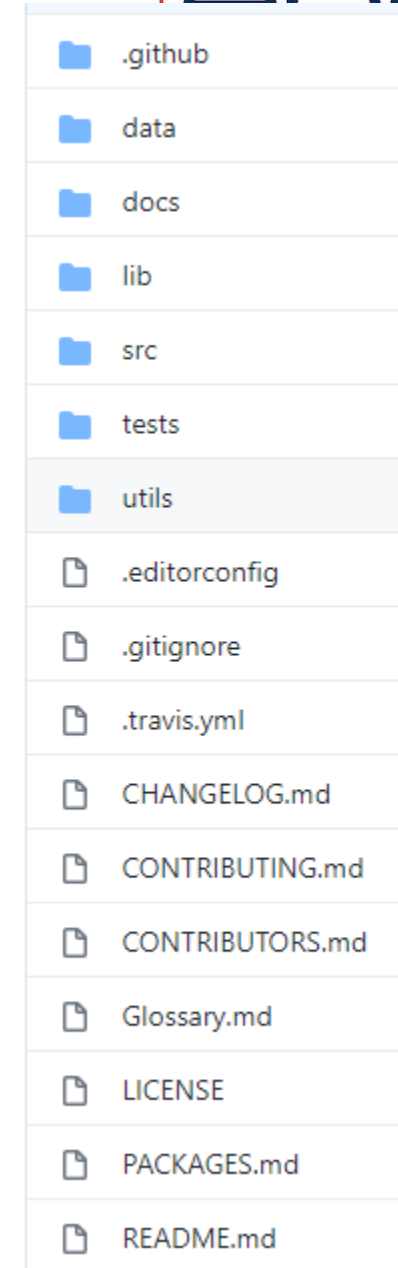 .github
data
docs
lib
src
tests
utils
.editorconfig
.gitignore
.travis.yml
CHANGELOG.md
CONTRIBUTING.md
CONTRIBUTORS.md
Glossary.md
LICENSE
PACKAGES.md
README.md